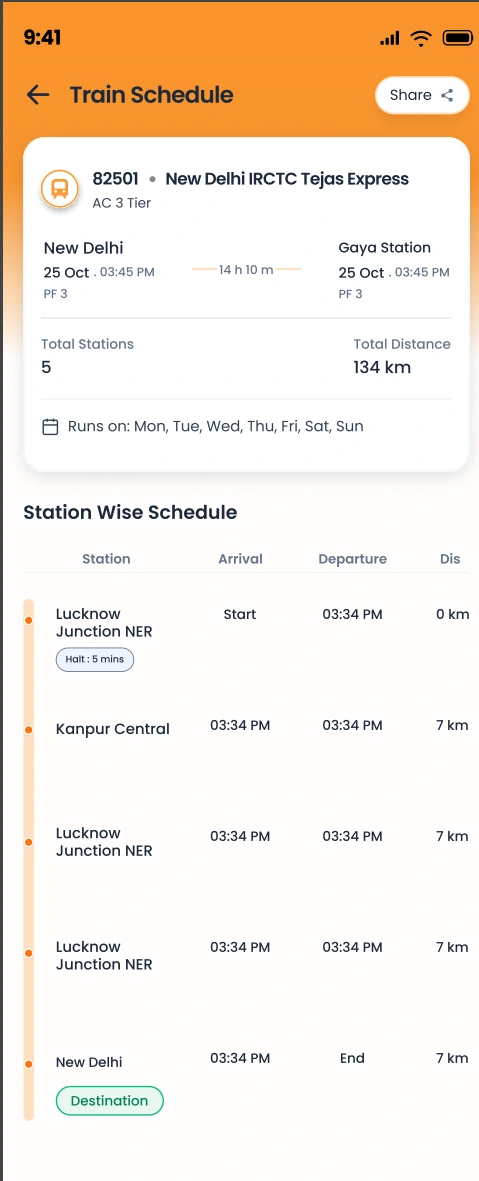 9:41
Train Schedule
Share
82501 • New Delhi IRCTC Tejas Express
AC 3 Tier
New Delhi
25 Oct . 03:45 PM
PF 3
14 h 10 m
Gaya Station
25 Oct . 03:45 PM
PF 3
Total Stations
5
Total Distance
134 km
Runs on: Mon, Tue, Wed, Thu, Fri, Sat, Sun
Station Wise Schedule
Station Arrival Departure Dis
Lucknow
Junction NER
Start 03:34 PM 0 km
Halt : 5 mins
Kanpur Central 03:34 PM 03:34 PM 7 km
Lucknow
Junction NER
03:34 PM 03:34 PM 7 km
Lucknow
Junction NER
03:34 PM 03:34 PM 7 km
New Delhi 03:34 PM End 7 km
Destination